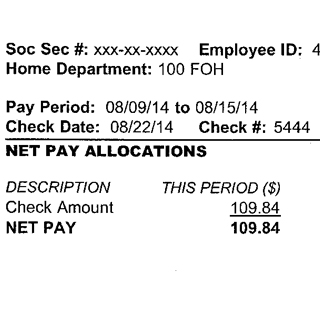 Soc Sec #: xxx-xx-xxxx Employee ID: 4
Home Department: 100 FOH
Pay Period: 08/09/14 to 08/15/14
Check Date: 08/22/14 Check #: 5444
NET PAY ALLOCATIONS
DESCRIPTION THIS PERIOD ($)
Check Amount 109.84
NET PAY 109.84